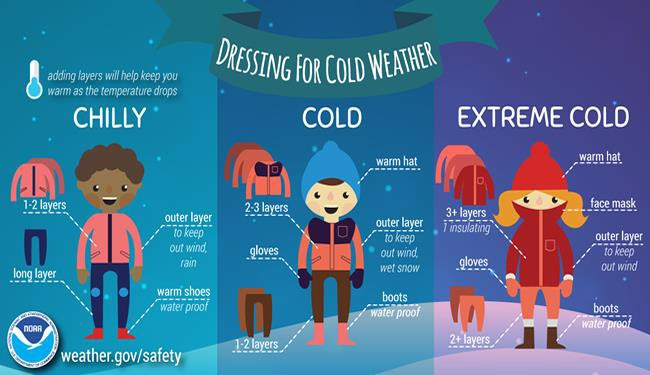 DRESSING FOR COLD WEATHER
adding layers will help keep you
warm as the temperature drops
CHILLY
1-2 layers
outer layer
to keep
out wind,
rain
long layer
warm shoes
water proof
NOAA
weather.gov/safety
COLD
warm hat
2-3 layers
outer layer
to keep
out wind,
wet snow
gloves
boots
water proof
1-2 layers
EXTREME COLD
warm hat
face mask
3+ layers
1 insulating
outer layer
to keep
out wind
gloves
boots
water proof
2+ layers